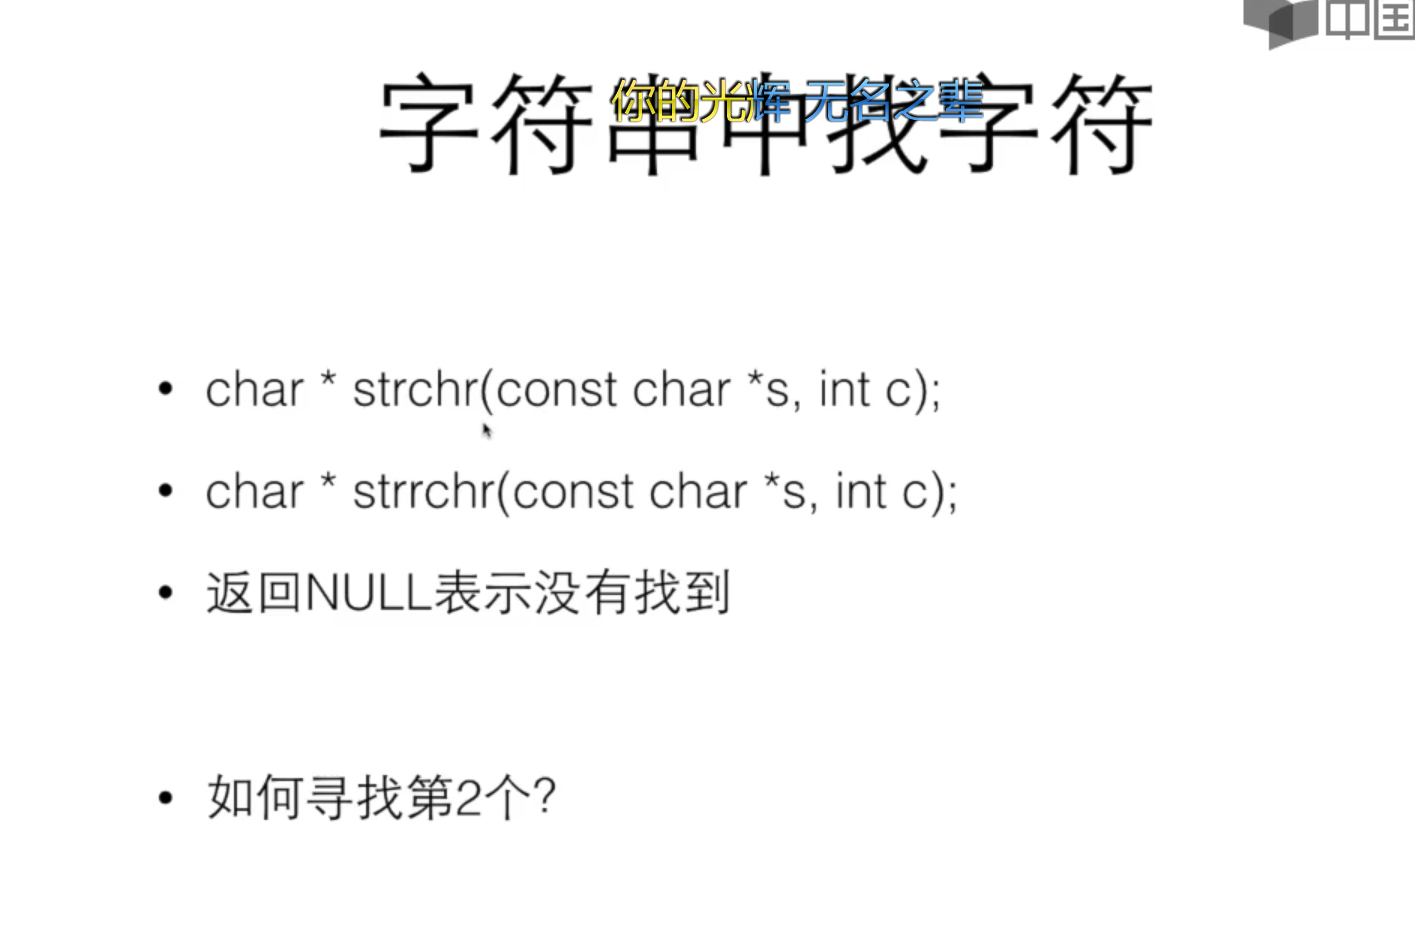 中国
字符串中找字符
你的光辉 无名之辈
• char * strchr(const char *s, int c);
• char * strrchr(const char *s, int c);
• 返回NULL表示没有找到
• 如何寻找第2个?